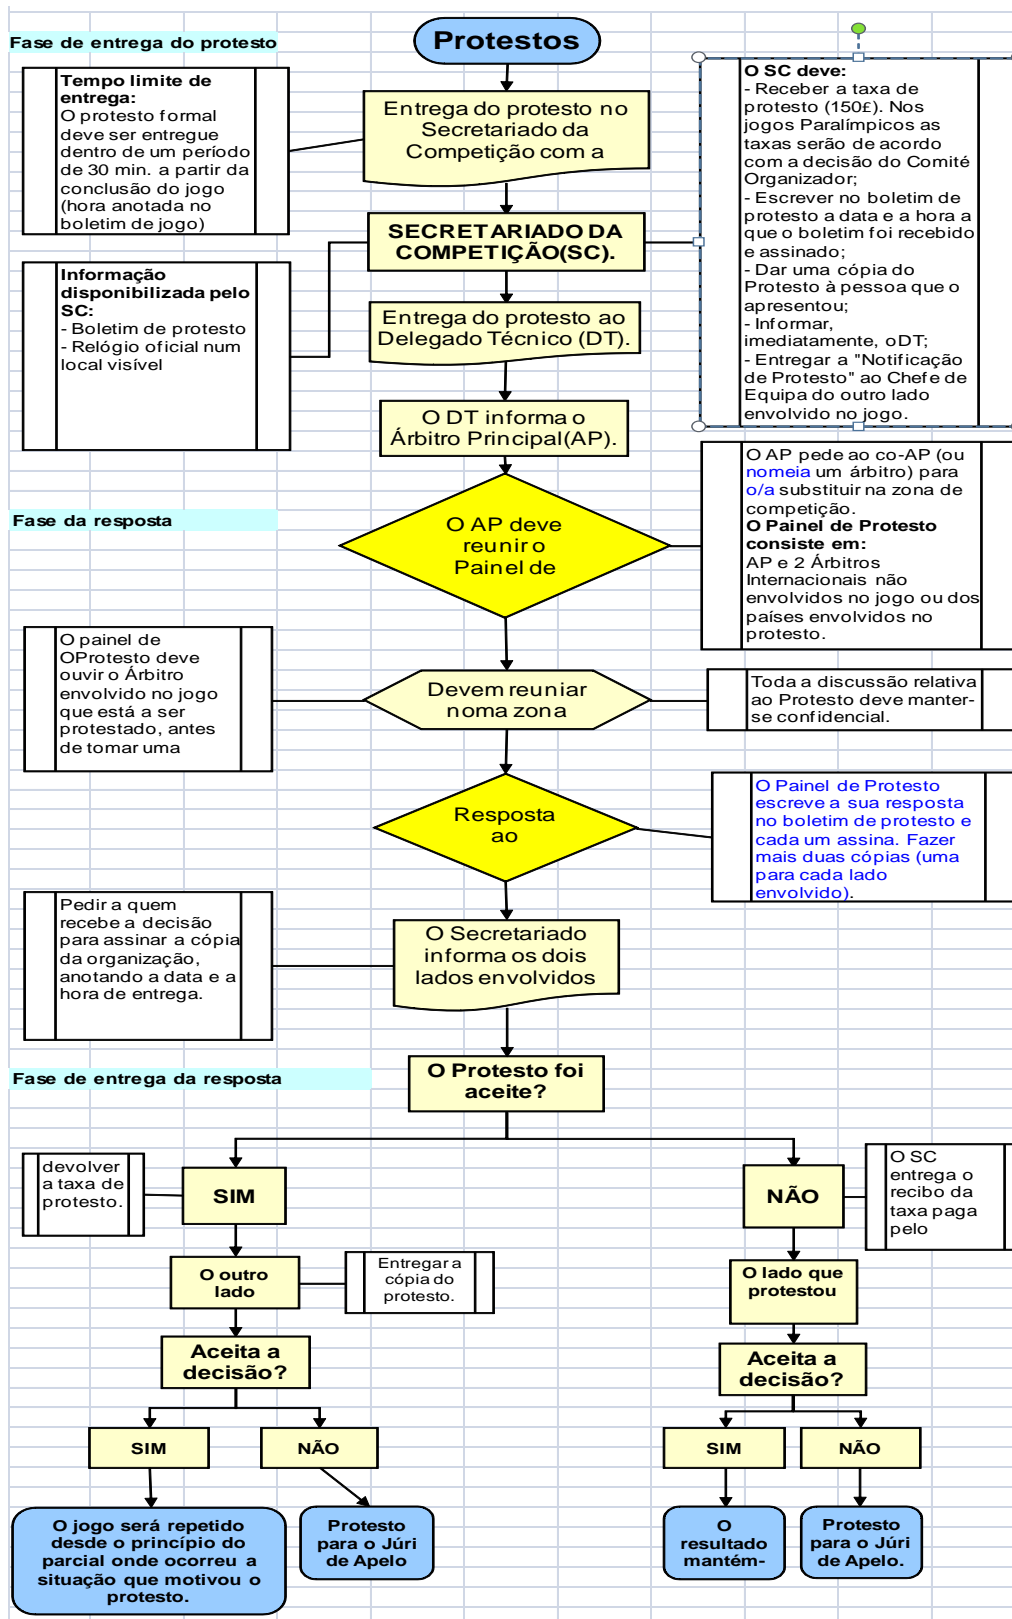 Protestos
Fase de entrega do protesto
Tempo limite de
entrega:
O protesto formal
deve ser entregue
dentro de um período
de 30 min. a partir da
conclusão do jogo
(hora anotada no
boletim de jogo)
Entrega do protesto no
Secretariado da
Competição com a
O SC deve:
- Receber a taxa de
protesto (150£). Nos
jogos Paralímpicos as
taxas serão de acordo
com a decisão do Comité
Organizador;
- Escrever no boletim de
protesto a data e a hora a
que o boletim foi recebido
e assinado;
- Dar uma cópia do
Protesto à pessoa que o
apresentou;
- Informar,
imediatamente, oDT;
- Entregar a "Notificação
de Protesto" ao Chefe de
Equipa do outro lado
envolvido no jogo.
SECRETARIADO DA
COMPETIÇÃO(SC).
Informação
disponibilizada pelo
SC:
- Boletim de protesto
- Relógio oficial num
local visível
Entrega do protesto ao
Delegado Técnico (DT).
O DT informa o
Árbitro Principal(AP).
O AP pede ao co-AP (ou
nomeia um árbitro) para
o/a substituir na zona de
competição.
O Painel de Protesto
consiste em:
AP e 2 Árbitros
Internacionais não
envolvidos no jogo ou dos
países envolvidos no
protesto.
Fase da resposta
O AP deve
reunir o
Painel de
O painel de
OProtesto deve
ouvir o Árbitro
envolvido no jogo
que está a ser
protestado, antes
de tomar uma
Devem reuniar
noma zona
Toda a discussão relativa
ao Protesto deve manter-
se confidencial.
Resposta
ao
O Painel de Protesto
escreve a sua resposta
no boletim de protesto e
cada um assina. Fazer
mais duas cópias (uma
para cada lado
envolvido).
Pedir a quem
recebe a decisão
para assinar a cópia
da organização,
anotando a data e a
hora de entrega.
O Secretariado
informa os dois
lados envolvidos
Fase de entrega da resposta
O Protesto foi
aceite?
devolver
a taxa de
protesto.
SIM
NÃO
O SC
entrega o
recibo da
taxa paga
pelo
O outro
lado
Entregar a
cópia do
protesto.
O lado que
protestou
Aceita a
decisão?
Aceita a
decisão?
SIM
NÃO
SIM
NÃO
O jogo será repetido
desde o princípio do
parcial onde ocorreu a
situação que motivou o
protesto.
Protesto
para o Júri
de Apelo
O
resultado
mantém-
Protesto
para o Júri
de Apelo.